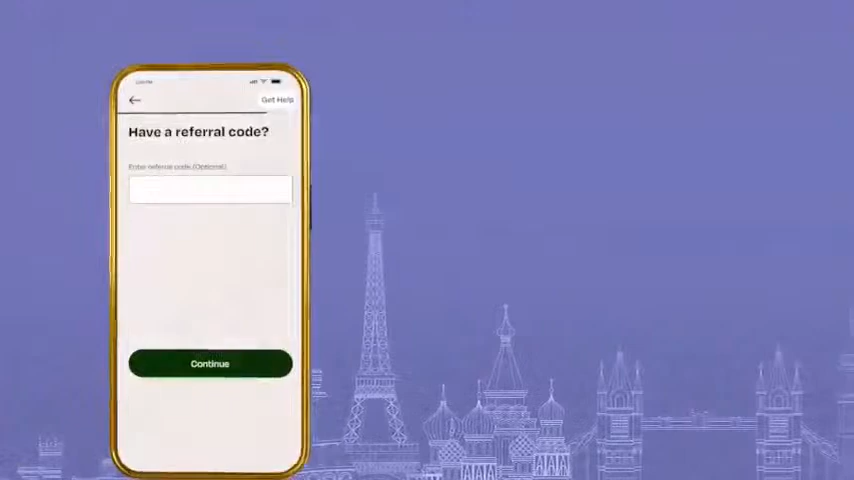 Get Help
Have a referral code?
Enter referral code (Optional)
Continue